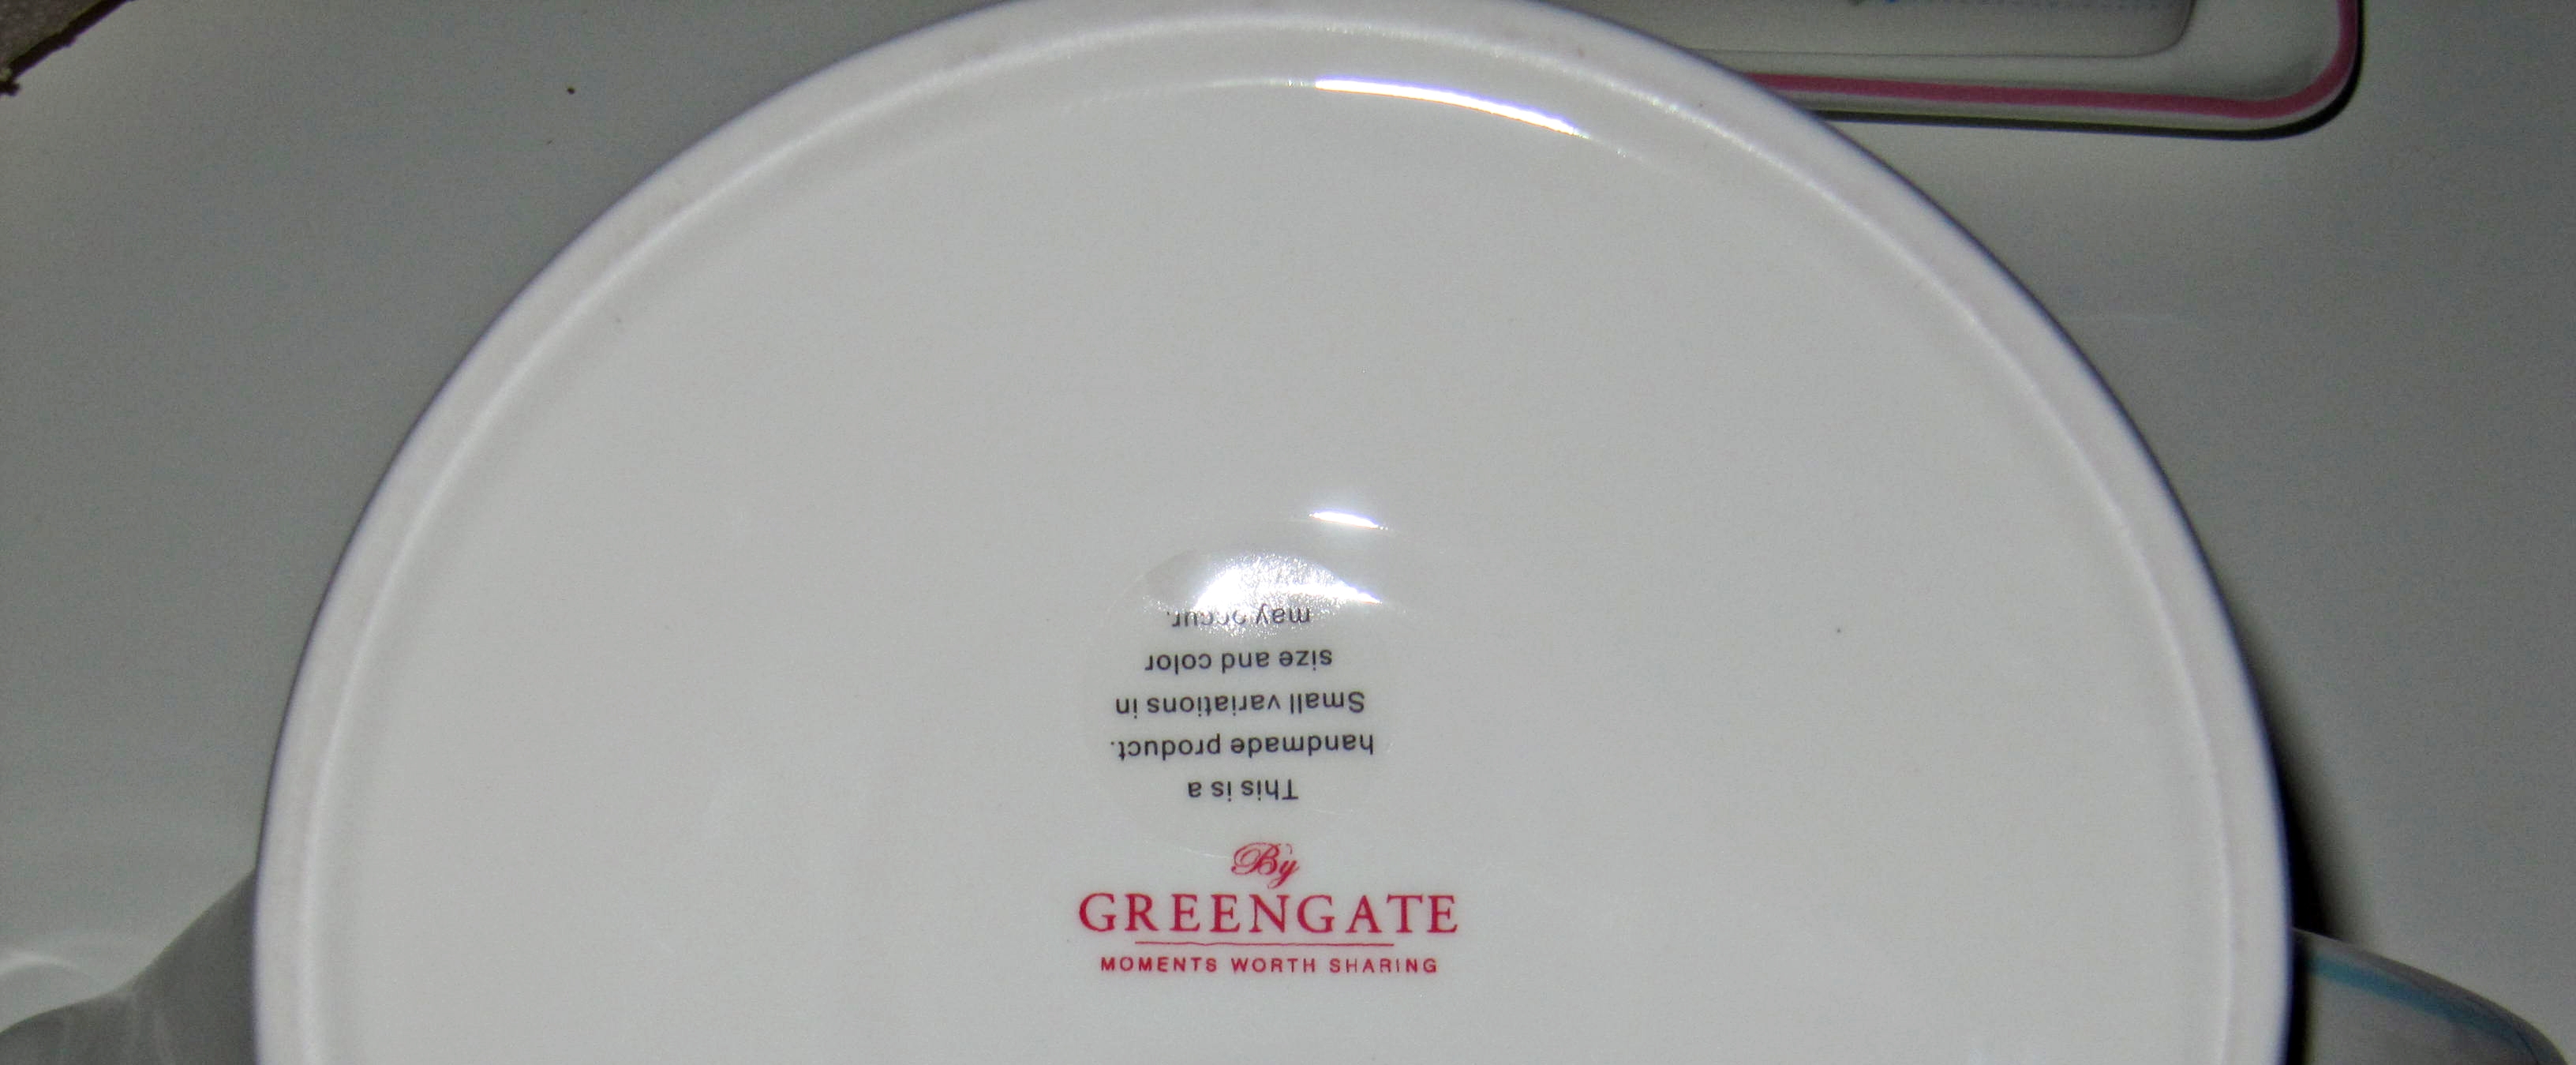 This is a
handmade product.
Small variations in
size and color
may occur.
By
GREENGATE
MOMENTS WORTH SHARING